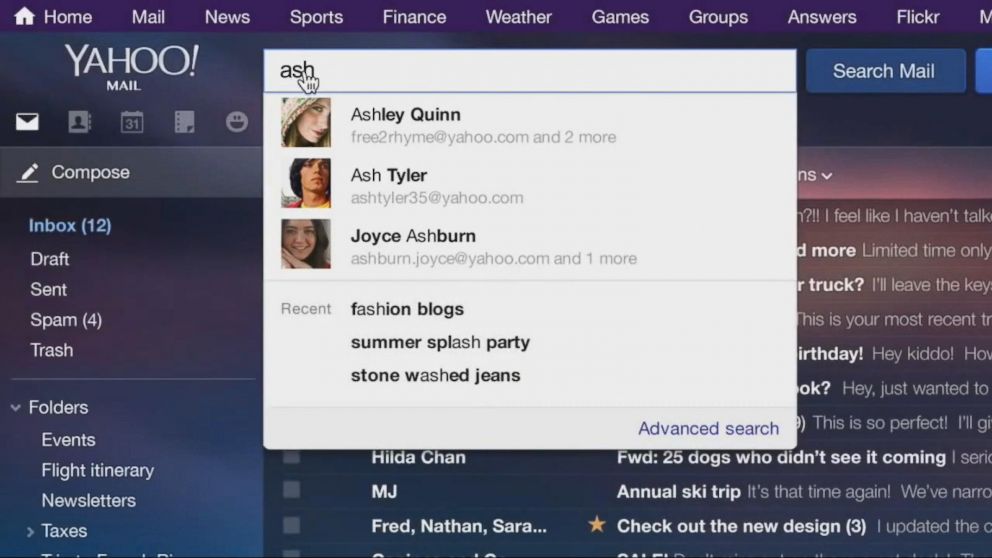 Home Mail News Sports Finance Weather Games Groups Answers Flickr
YAHOO!
MAIL
ash
Search Mail
31
Ashley Quinn
free2rhyme@yahoo.com and 2 more
Ash Tyler
ashtyler35@yahoo.com
Joyce Ashburn
ashburn.joyce@yahoo.com and 1 more
Recent fashion blogs
summer splash party
stone washed jeans
Advanced search
Compose
Inbox (12)
Draft
Sent
Spam (4)
Trash
Folders
Events
Flight itinerary
Newsletters
Taxes
?!! I feel like I haven't talk
d more Limited time only
r truck? I'll leave the key
This is your most recent tr
irthday! Hey kiddo! How
ok? Hey, just wanted to
) This is so perfect! I'll gi
Hilda Chan Fwd: 25 dogs who didn't see it coming I seri
MJ Annual ski trip It's that time again! We've narro
Fred, Nathan, Sara... Check out the new design (3) I updated the c